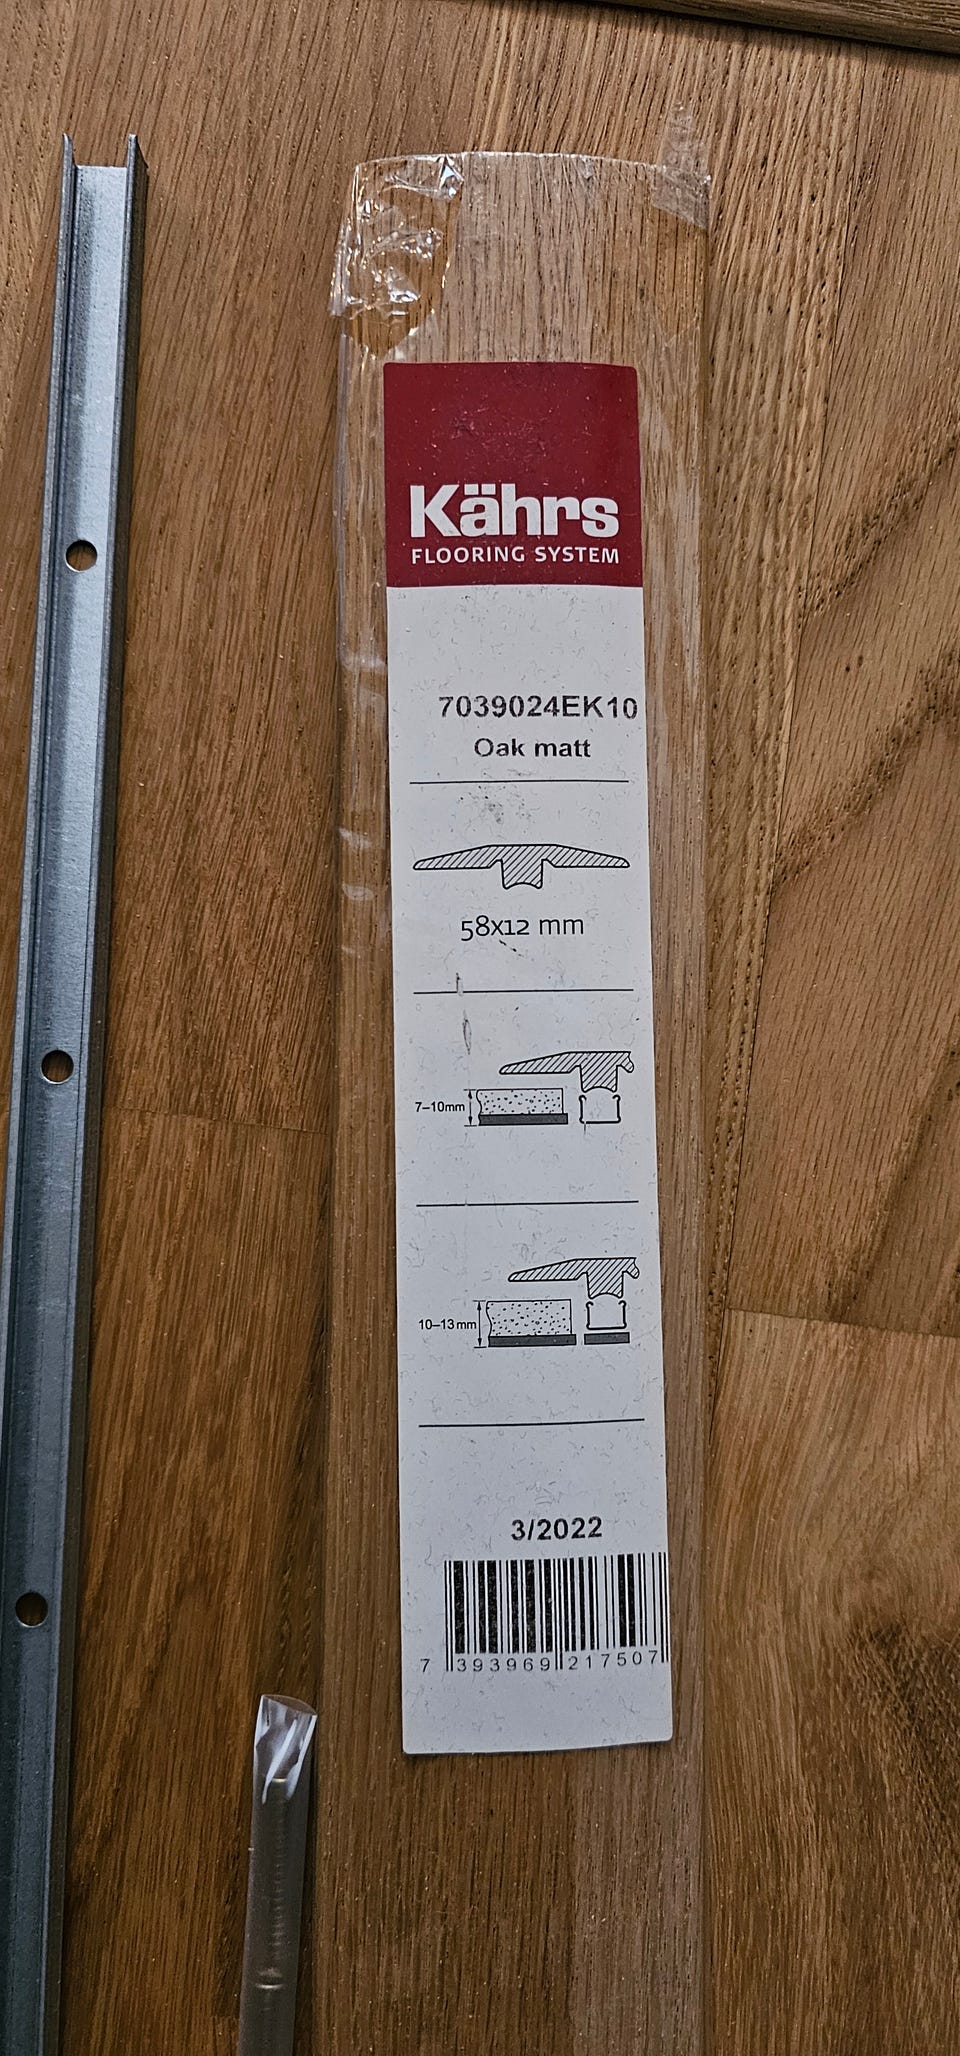 Kährs
FLOORING SYSTEM
7039024EK10
Oak matt
58x12 mm
7–10mm
10–13mm
3/2022
7 393969 217507